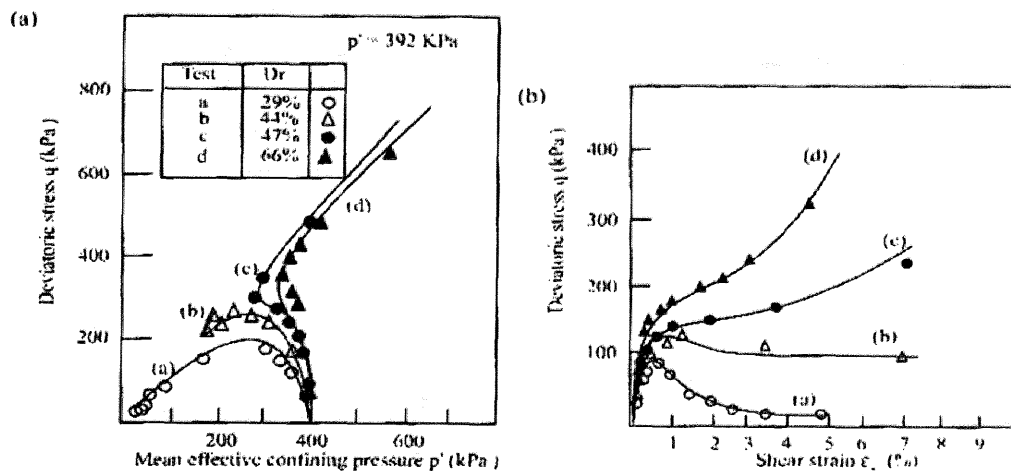 (a)
p' = 392 KPa
Test Dr
a 29%
b 44%
c 47%
d 66%
800
600
400
200
Deviatoric stress q (kPa)
(a)
(b)
(c)
(d)
200 400 600
Mean effective confining pressure p' (kPa)
(b)
400
300
200
100
Deviatoric stress q (kPa)
(d)
(c)
(b)
(a)
1 2 3 4 5 6 7 8 9
Shear strain (%)